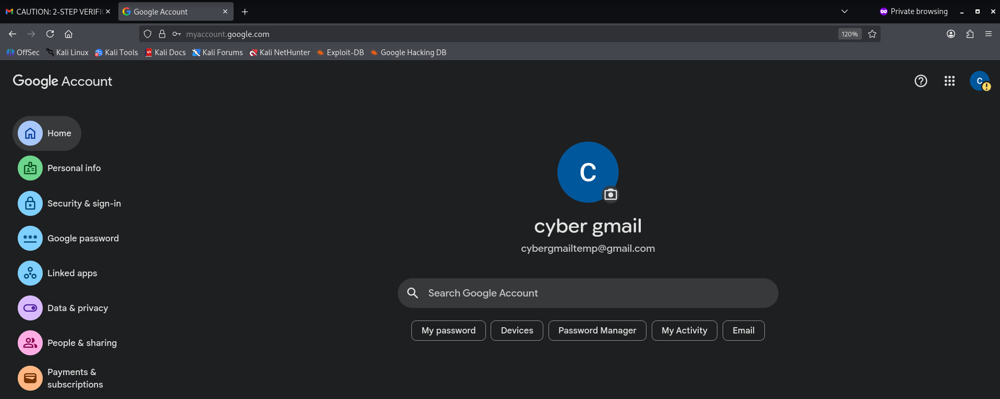 CAUTION: 2-STEP VERIFI
Google Account
Private browsing
myaccount.google.com
120%
OffSec
Kali Linux
Kali Tools
Kali Docs
Kali Forums
Kali NetHunter
Exploit-DB
Google Hacking DB
Google Account
C
Home
Personal info
Security & sign-in
Google password
Linked apps
Data & privacy
People & sharing
Payments &
subscriptions
C
cyber gmail
cybergmailtemp@gmail.com
Search Google Account
My password
Devices
Password Manager
My Activity
Email